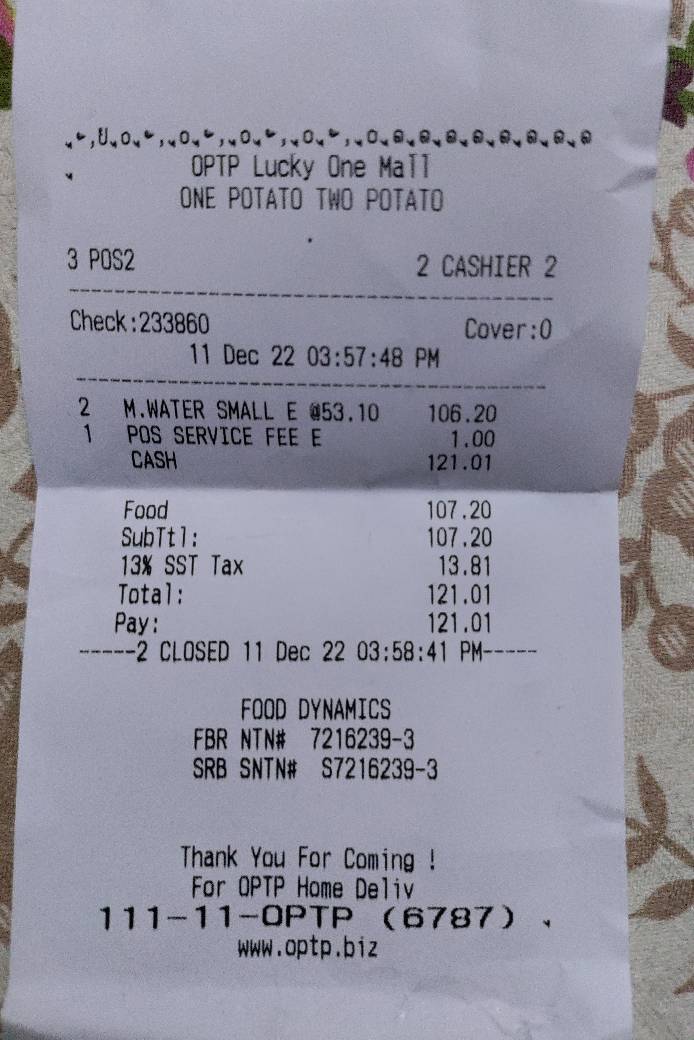 OPTP Lucky One Mall
ONE POTATO TWO POTATO
3 POS2 2 CASHIER 2
Check:233860 Cover:0
11 Dec 22 03:57:48 PM
2 M.WATER SMALL E @53.10 106.20
1 POS SERVICE FEE E 1.00
CASH 121.01
Food 107.20
SubTtl: 107.20
13% SST Tax 13.81
Total: 121.01
Pay: 121.01
-----2 CLOSED 11 Dec 22 03:58:41 PM-----
FOOD DYNAMICS
FBR NTN# 7216239-3
SRB SNTN# S7216239-3
Thank You For Coming !
For OPTP Home Deliv
111-11-OPTP (6787)
www.optp.biz